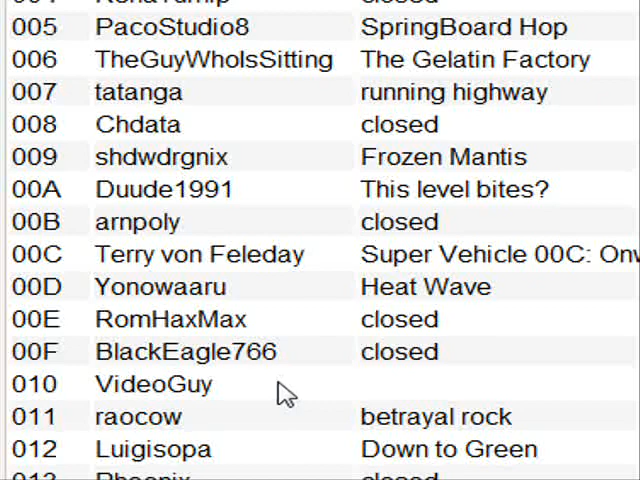 005 PacoStudio8 SpringBoard Hop
006 TheGuyWhoIsSitting The Gelatin Factory
007 tatanga running highway
008 Chdata closed
009 shdwdrgnix Frozen Mantis
00A Duude1991 This level bites?
00B arnpoly closed
00C Terry von Feleday Super Vehicle 00C:
00D Yonowaaru Heat Wave
00E RomHaxMax closed
00F BlackEagle766 closed
010 VideoGuy
011 raocow betrayal rock
012 Luigisopa Down to Green